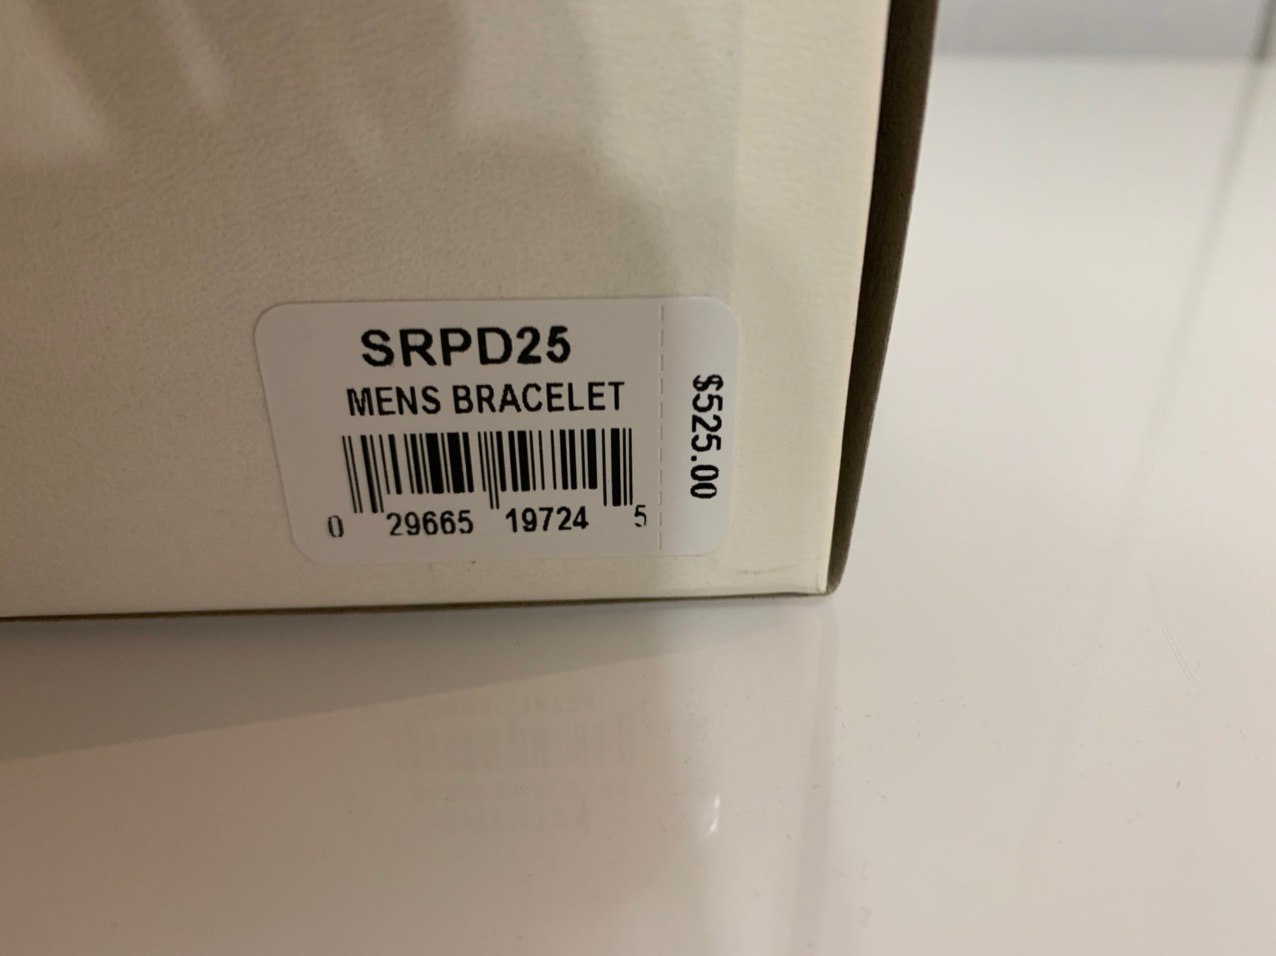 SRPD25
MENS BRACELET
0 29665 19724 5
$525.00